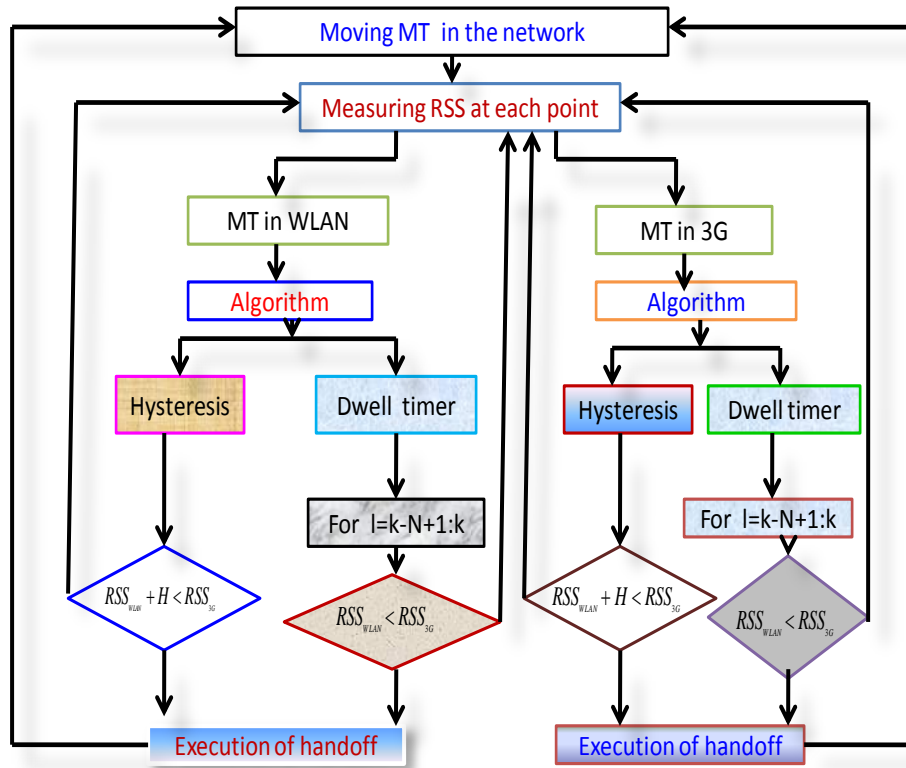 Moving MT in the network
Measuring RSS at each point
MT in WLAN
MT in 3G
Algorithm
Algorithm
Hysteresis
Dwell timer
Hysteresis
Dwell timer
For l=k-N+1:k
For l=k-N+1:k
RSS_WLAN + H < RSS_3G
RSS_WLAN < RSS_3G
RSS_WLAN + H < RSS_3G
RSS_WLAN < RSS_3G
Execution of handoff
Execution of handoff